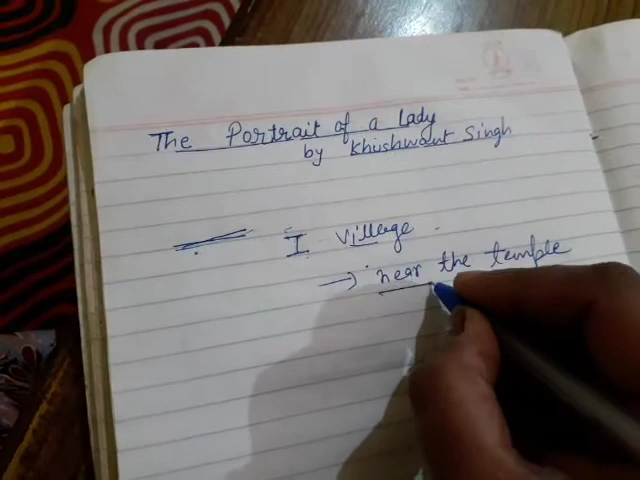 The Portrait of a lady
by Khushwant Singh
I Village
→ near the temple